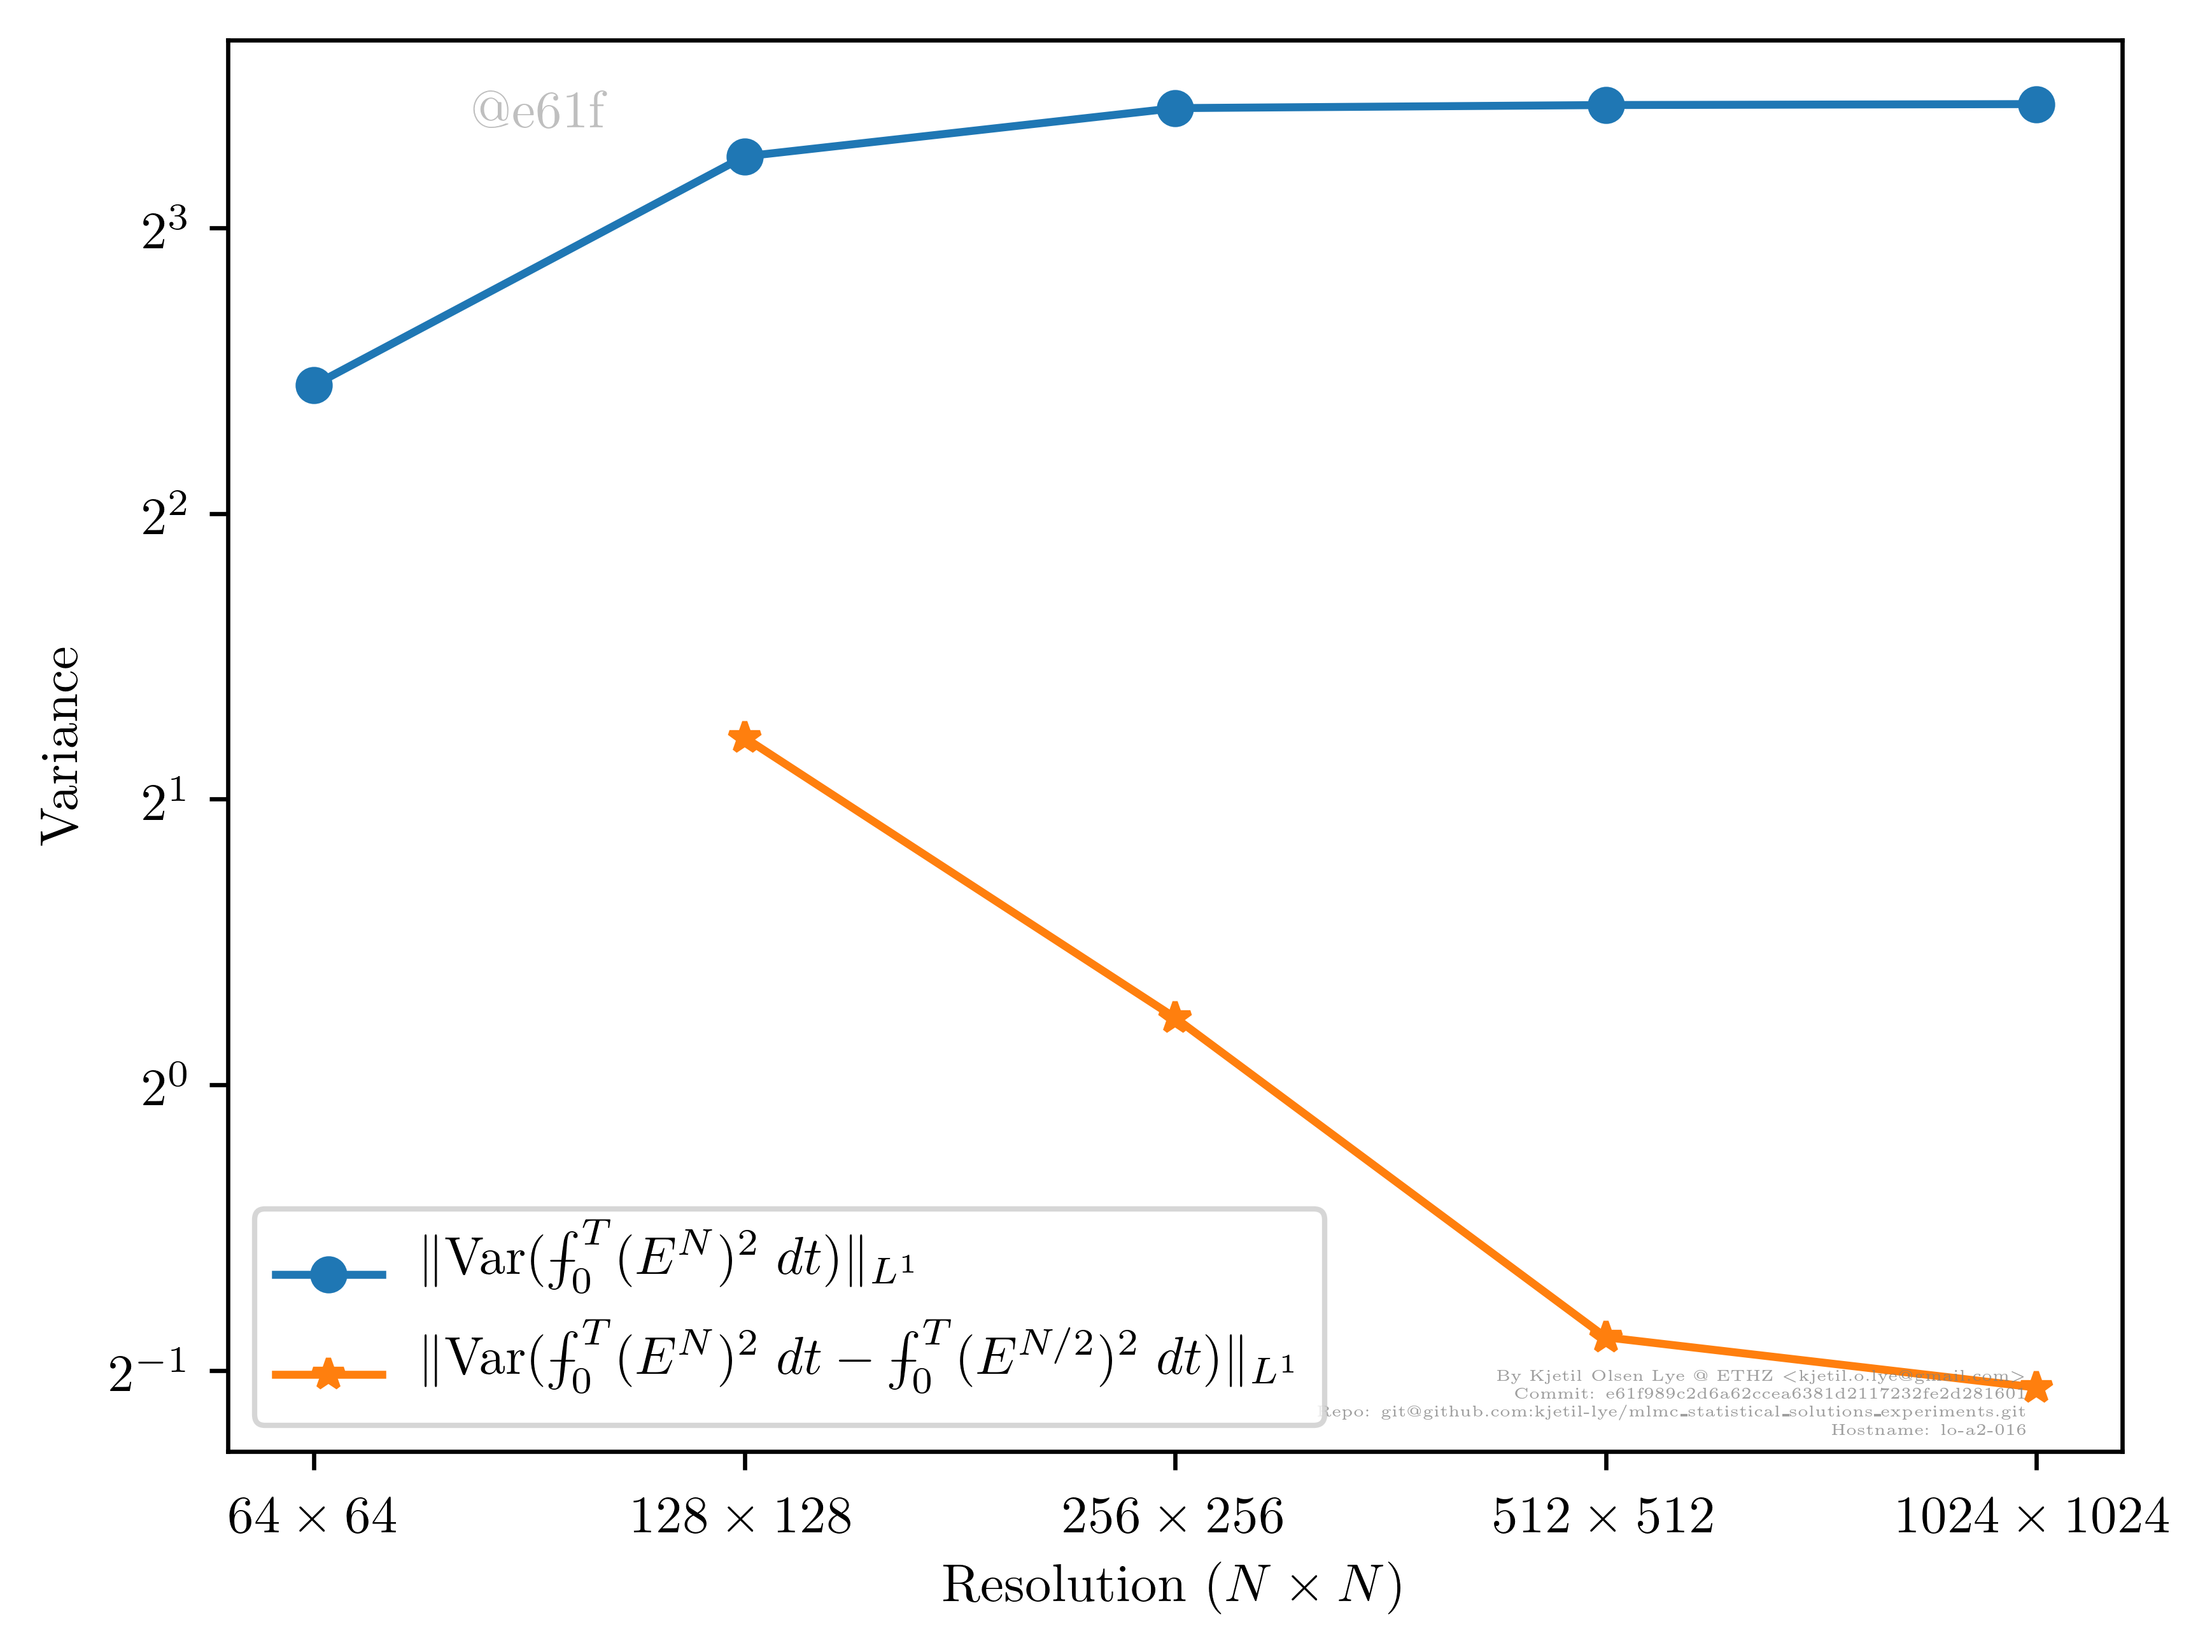 @e61f
2^3
2^2
2^1
2^0
2^{-1}
Variance
‖Var(⨍_0^T (E^N)^2 dt)‖_{L^1}
‖Var(⨍_0^T (E^N)^2 dt − ⨍_0^T (E^{N/2})^2 dt)‖_{L^1}
By Kjetil Olsen Lye @ ETHZ <kjetil.o.lye@gmail.com>
Commit: e61f989c2d6a62ccea6381d2117232fe2d281601
Repo: git@github.com:kjetil-lye/mlmc_statistical_solutions_experiments.git
Hostname: lo-a2-016
64 × 64 128 × 128 256 × 256 512 × 512 1024 × 1024
Resolution (N × N)